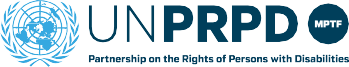 UNPRPD MPTF
Partnership on the Rights of Persons with Disabilities